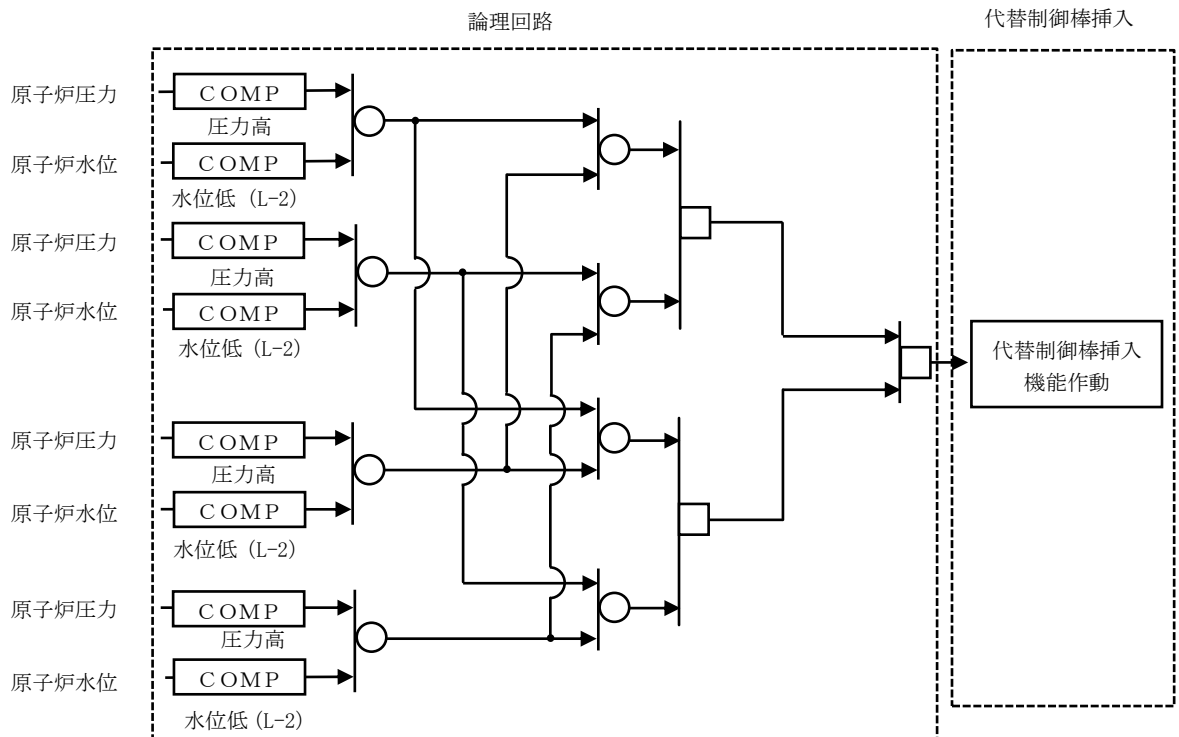 論理回路
代替制御棒挿入
原子炉圧力
ＣＯＭＰ
圧力高
原子炉水位
ＣＯＭＰ
水位低 (L-2)
原子炉圧力
ＣＯＭＰ
圧力高
原子炉水位
ＣＯＭＰ
水位低 (L-2)
代替制御棒挿入
機能作動
原子炉圧力
ＣＯＭＰ
圧力高
原子炉水位
ＣＯＭＰ
水位低 (L-2)
原子炉圧力
ＣＯＭＰ
圧力高
原子炉水位
ＣＯＭＰ
水位低 (L-2)